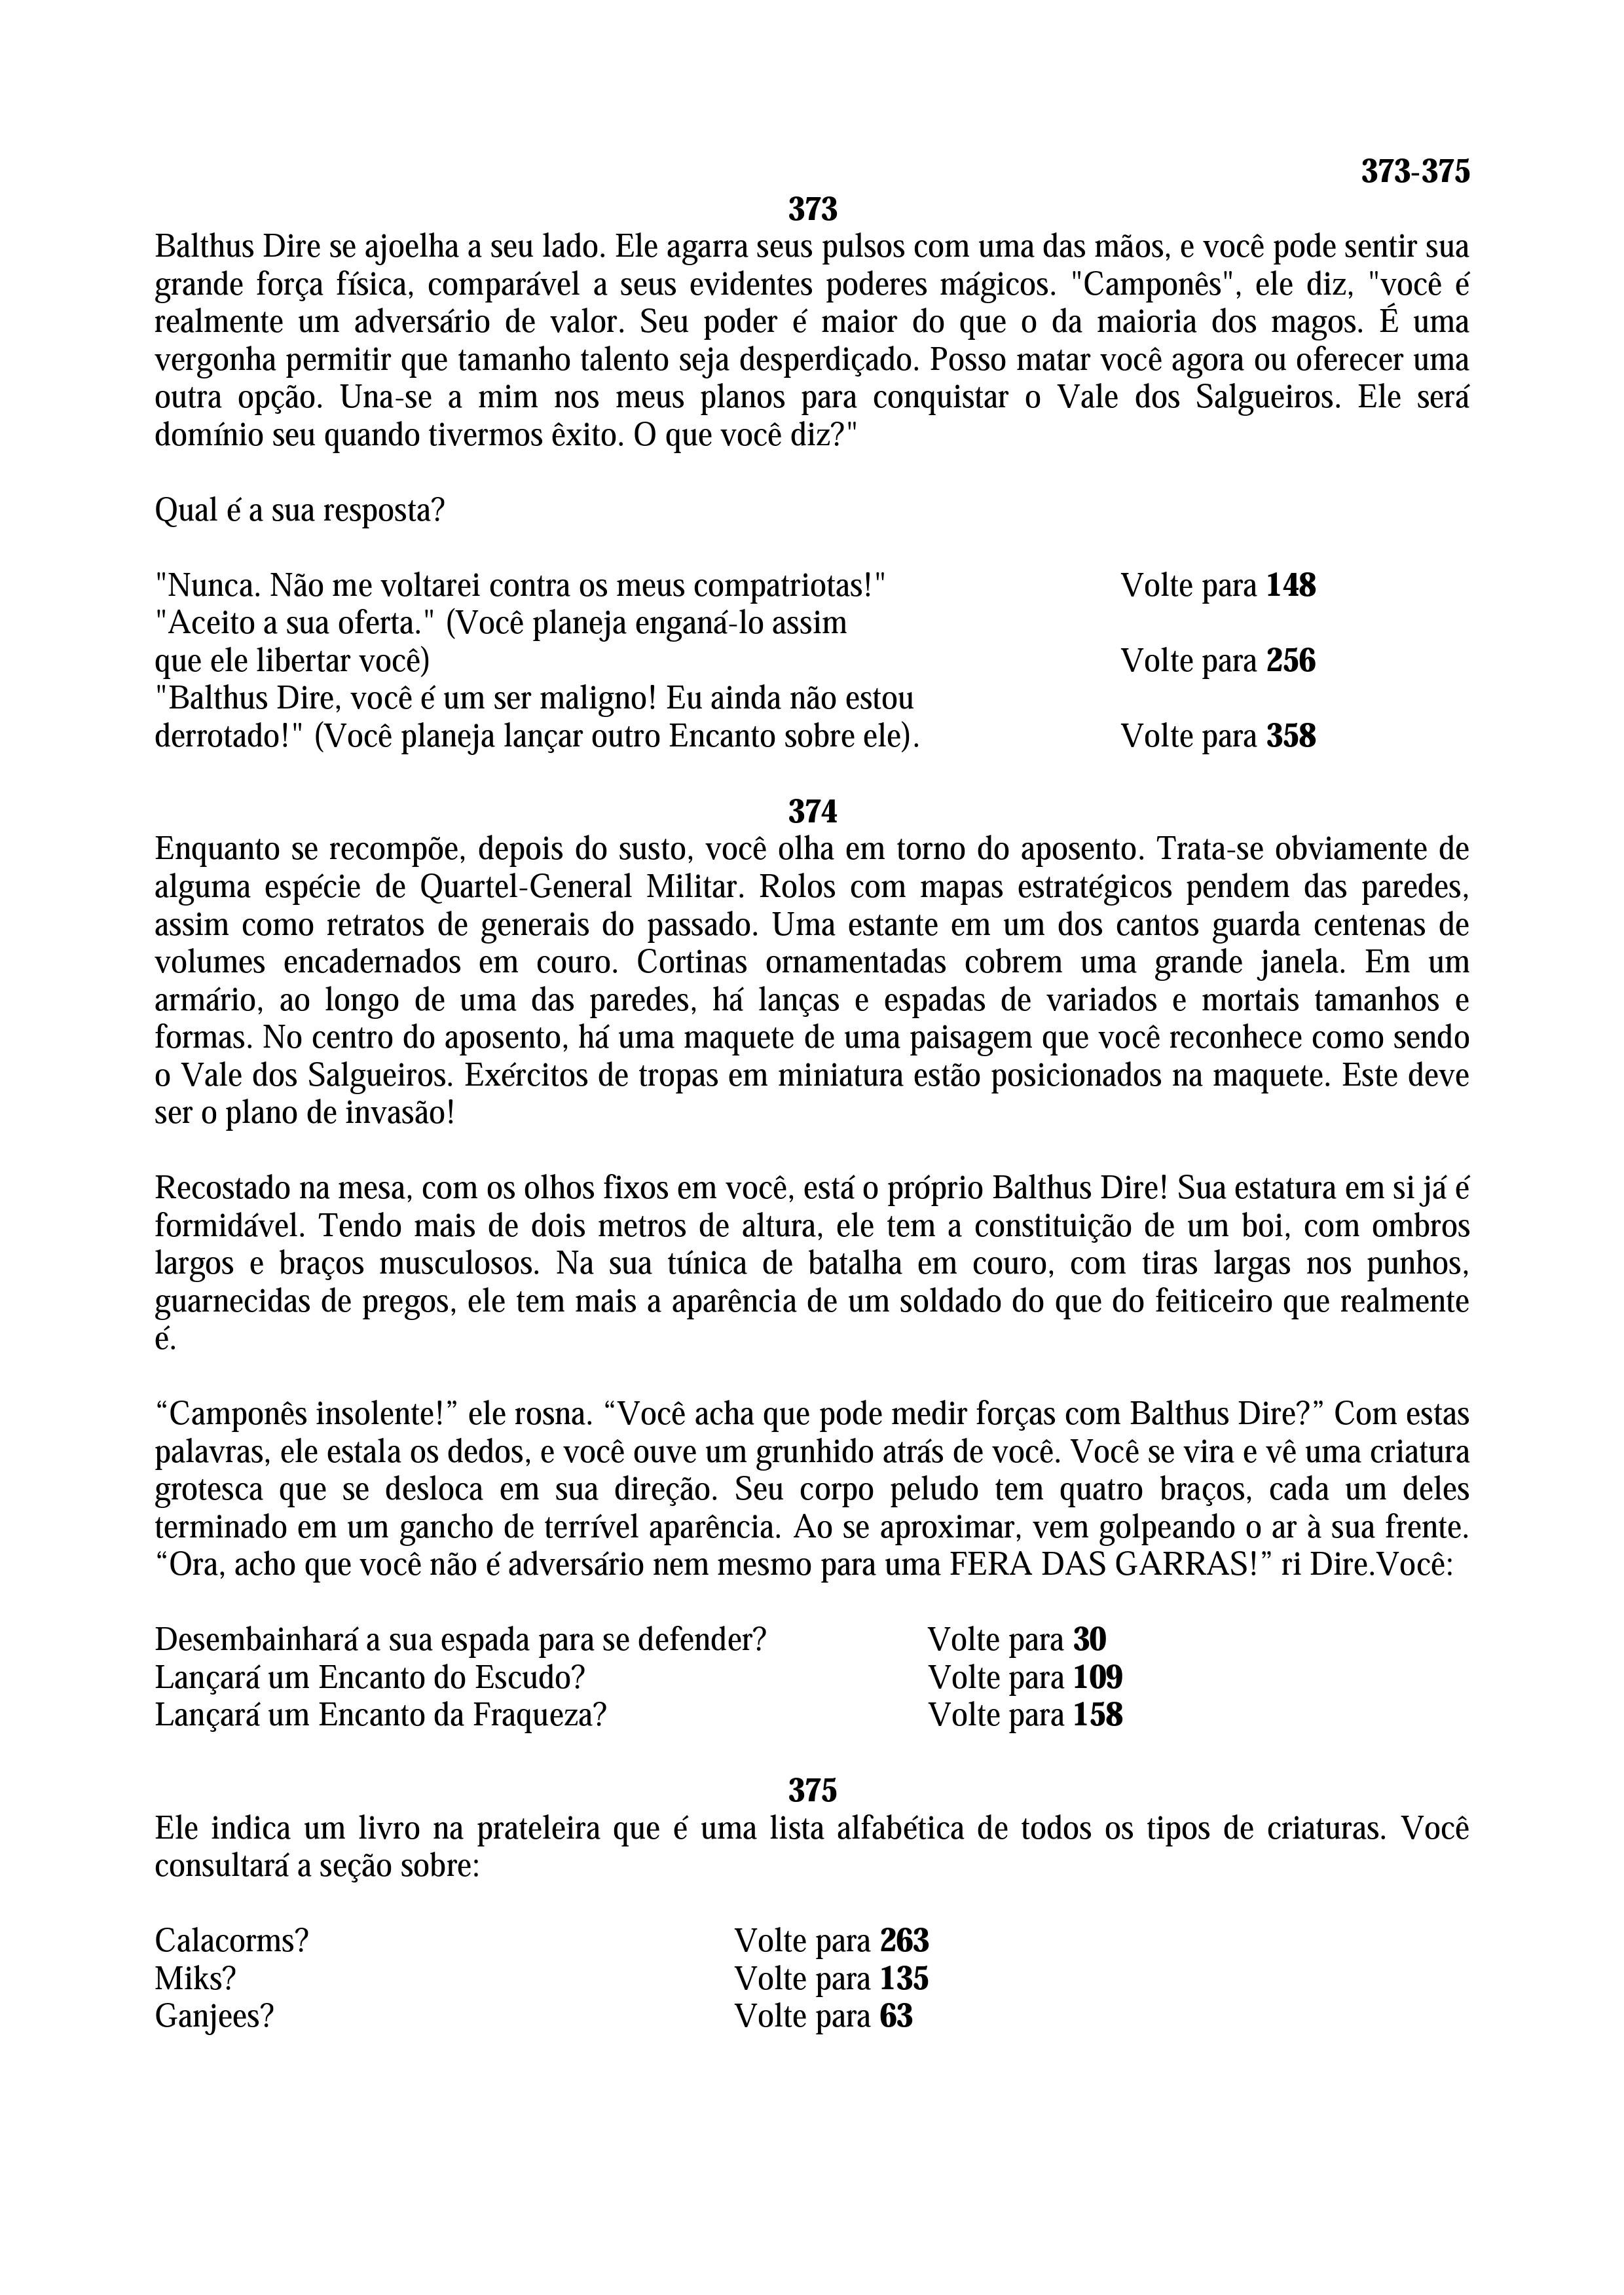 373-375
373
Balthus Dire se ajoelha a seu lado. Ele agarra seus pulsos com uma das mãos, e você pode sentir sua
grande força física, comparável a seus evidentes poderes mágicos. "Camponês", ele diz, "você é
realmente um adversário de valor. Seu poder é maior do que o da maioria dos magos. É uma
vergonha permitir que tamanho talento seja desperdiçado. Posso matar você agora ou oferecer uma
outra opção. Una-se a mim nos meus planos para conquistar o Vale dos Salgueiros. Ele será
domínio seu quando tivermos êxito. O que você diz?"
Qual é a sua resposta?
"Nunca. Não me voltarei contra os meus compatriotas!" Volte para 148
"Aceito a sua oferta." (Você planeja enganá-lo assim
que ele libertar você) Volte para 256
"Balthus Dire, você é um ser maligno! Eu ainda não estou
derrotado!" (Você planeja lançar outro Encanto sobre ele). Volte para 358
374
Enquanto se recompõe, depois do susto, você olha em torno do aposento. Trata-se obviamente de
alguma espécie de Quartel-General Militar. Rolos com mapas estratégicos pendem das paredes,
assim como retratos de generais do passado. Uma estante em um dos cantos guarda centenas de
volumes encadernados em couro. Cortinas ornamentadas cobrem uma grande janela. Em um
armário, ao longo de uma das paredes, há lanças e espadas de variados e mortais tamanhos e
formas. No centro do aposento, há uma maquete de uma paisagem que você reconhece como sendo
o Vale dos Salgueiros. Exércitos de tropas em miniatura estão posicionados na maquete. Este deve
ser o plano de invasão!
Recostado na mesa, com os olhos fixos em você, está o próprio Balthus Dire! Sua estatura em si já é
formidável. Tendo mais de dois metros de altura, ele tem a constituição de um boi, com ombros
largos e braços musculosos. Na sua túnica de batalha em couro, com tiras largas nos punhos,
guarnecidas de pregos, ele tem mais a aparência de um soldado do que do feiticeiro que realmente
é.
“Camponês insolente!” ele rosna. “Você acha que pode medir forças com Balthus Dire?” Com estas
palavras, ele estala os dedos, e você ouve um grunhido atrás de você. Você se vira e vê uma criatura
grotesca que se desloca em sua direção. Seu corpo peludo tem quatro braços, cada um deles
terminado em um gancho de terrível aparência. Ao se aproximar, vem golpeando o ar à sua frente.
“Ora, acho que você não é adversário nem mesmo para uma FERA DAS GARRAS!” ri Dire.Você:
Desembainhará a sua espada para se defender? Volte para 30
Lançará um Encanto do Escudo? Volte para 109
Lançará um Encanto da Fraqueza? Volte para 158
375
Ele indica um livro na prateleira que é uma lista alfabética de todos os tipos de criaturas. Você
consultará a seção sobre:
Calacorms? Volte para 263
Miks? Volte para 135
Ganjees? Volte para 63